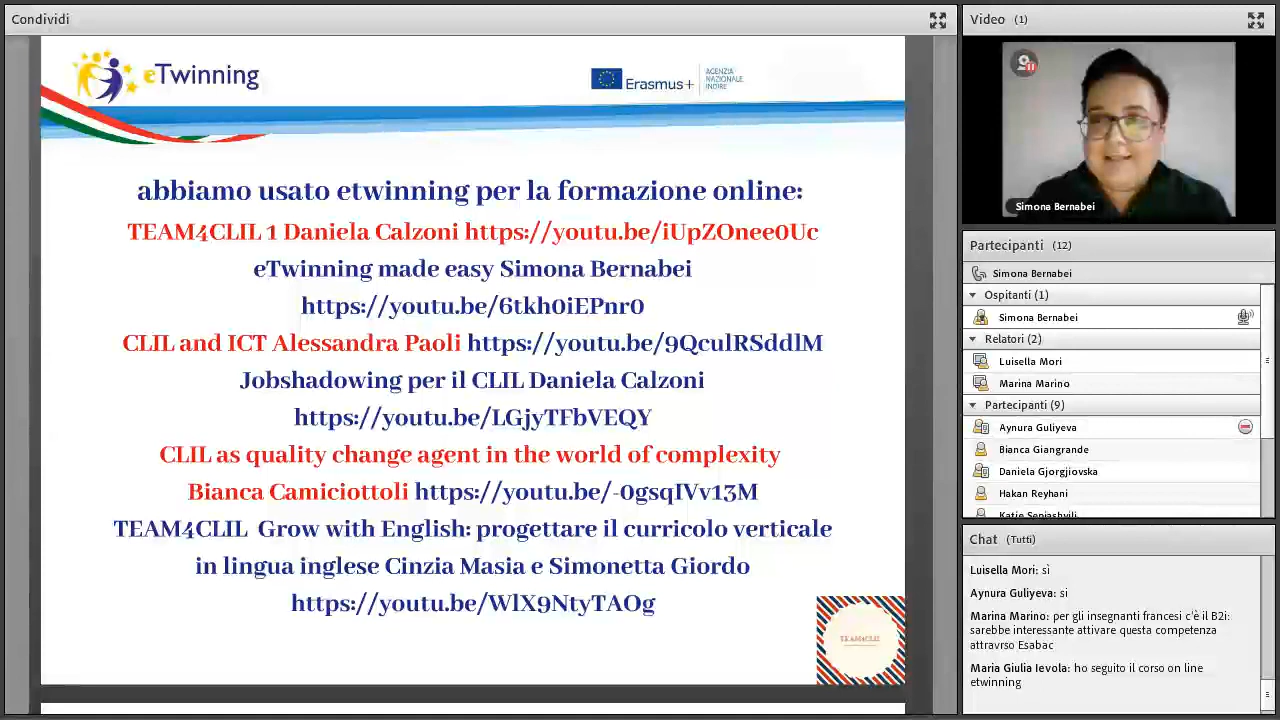 Condividi
eTwinning
Erasmus+
AGENZIA
NAZIONALE
INDIRE
abbiamo usato etwinning per la formazione online:
TEAM4CLIL 1 Daniela Calzoni https://youtu.be/iUpZOnee0Uc
eTwinning made easy Simona Bernabei
https://youtu.be/6tkh0iEPnr0
CLIL and ICT Alessandra Paoli https://youtu.be/9QculRSddlM
Jobshadowing per il CLIL Daniela Calzoni
https://youtu.be/LGjyTFbVEQY
CLIL as quality change agent in the world of complexity
Bianca Camiciottoli https://youtu.be/-0gsqIVv13M
TEAM4CLIL Grow with English: progettare il curricolo verticale
in lingua inglese Cinzia Masia e Simonetta Giordo
https://youtu.be/WlX9NtyTAOg
TEAM4CLIL
Video (1)
Simona Bernabei
Partecipanti (12)
Simona Bernabei
Ospitanti (1)
Simona Bernabei
Relatori (2)
Luisella Mori
Marina Marino
Partecipanti (9)
Aynura Guliyeva
Bianca Giangrande
Daniela Gjorgjiovska
Hakan Reyhani
Katie Sepiashvili
Chat (Tutti)
Luisella Mori: sì
Aynura Guliyeva: si
Marina Marino: per gli insegnanti francesi c'è il B2i:
sarebbe interessante attivare questa competenza
attravrso Esabac
Maria Giulia Ievola: ho seguito il corso on line
etwinning